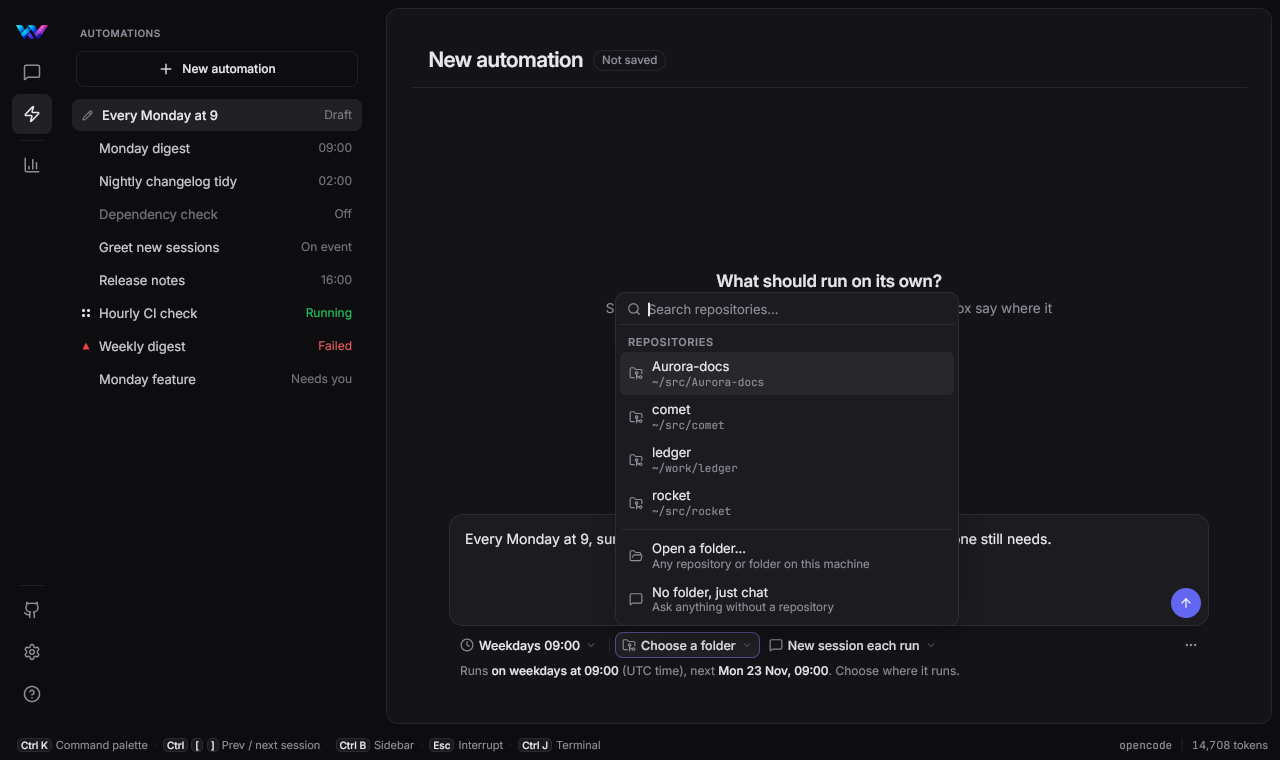 AUTOMATIONS
New automation
Every Monday at 9 Draft
Monday digest 09:00
Nightly changelog tidy 02:00
Dependency check Off
Greet new sessions On event
Release notes 16:00
Hourly CI check Running
Weekly digest Failed
Monday feature Needs you
New automation Not saved
What should run on its own?
ox say where it
Search repositories...
REPOSITORIES
Aurora-docs
~/src/Aurora-docs
comet
~/src/comet
ledger
~/work/ledger
rocket
~/src/rocket
Open a folder...
Any repository or folder on this machine
No folder, just chat
Ask anything without a repository
Every Monday at 9, sur
one still needs.
Weekdays 09:00 Choose a folder New session each run
Runs on weekdays at 09:00 (UTC time), next Mon 23 Nov, 09:00. Choose where it runs.
Ctrl K Command palette · Ctrl [ ] Prev / next session · Ctrl B Sidebar · Esc Interrupt · Ctrl J Terminal
opencode 14,708 tokens